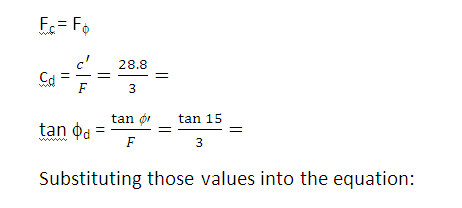 Fc= Fϕ
Cd = c' / F = 28.8 / 3 =
tan ϕd = tan ϕ′ / F = tan 15 / 3 =
Substituting those values into the equation: